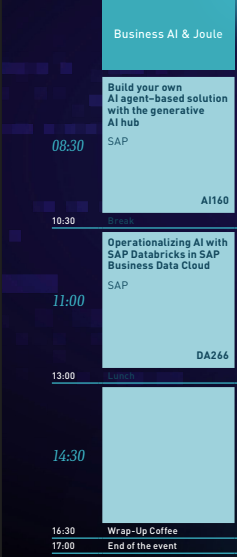 Business AI & Joule
Build your own
AI agent–based solution
with the generative
AI hub
08:30
SAP
AI160
10:30 Break
Operationalizing AI with
SAP Databricks in SAP
Business Data Cloud
11:00
SAP
DA266
13:00 Lunch
14:30
16:30 Wrap-Up Coffee
17:00 End of the event